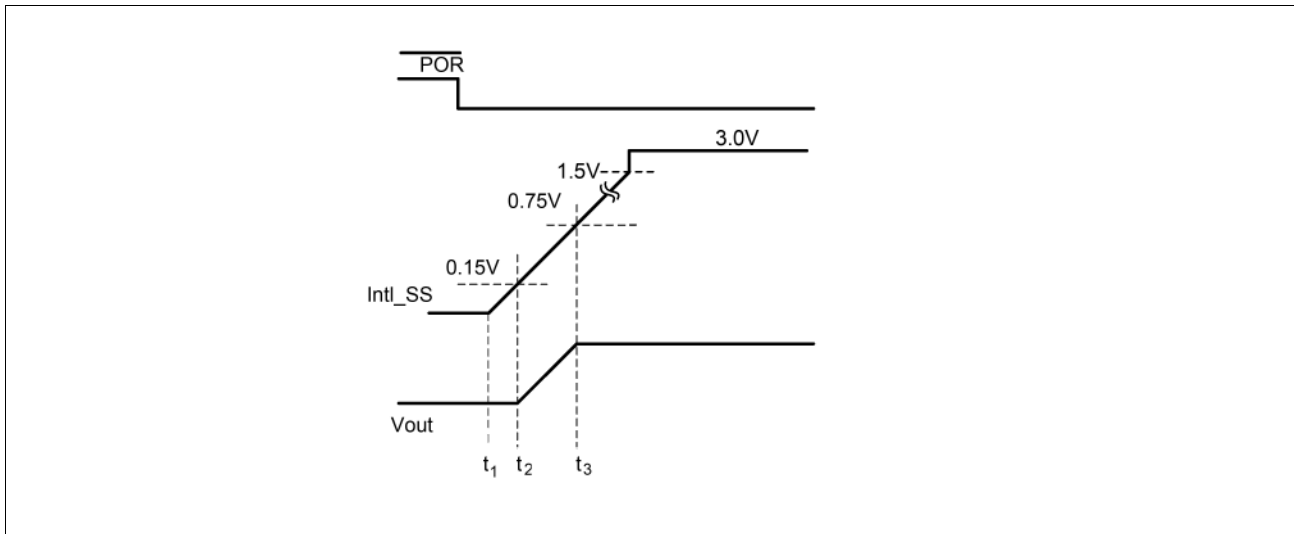 POR
3.0V
1.5V
0.75V
0.15V
Intl_SS
Vout
t1 t2 t3